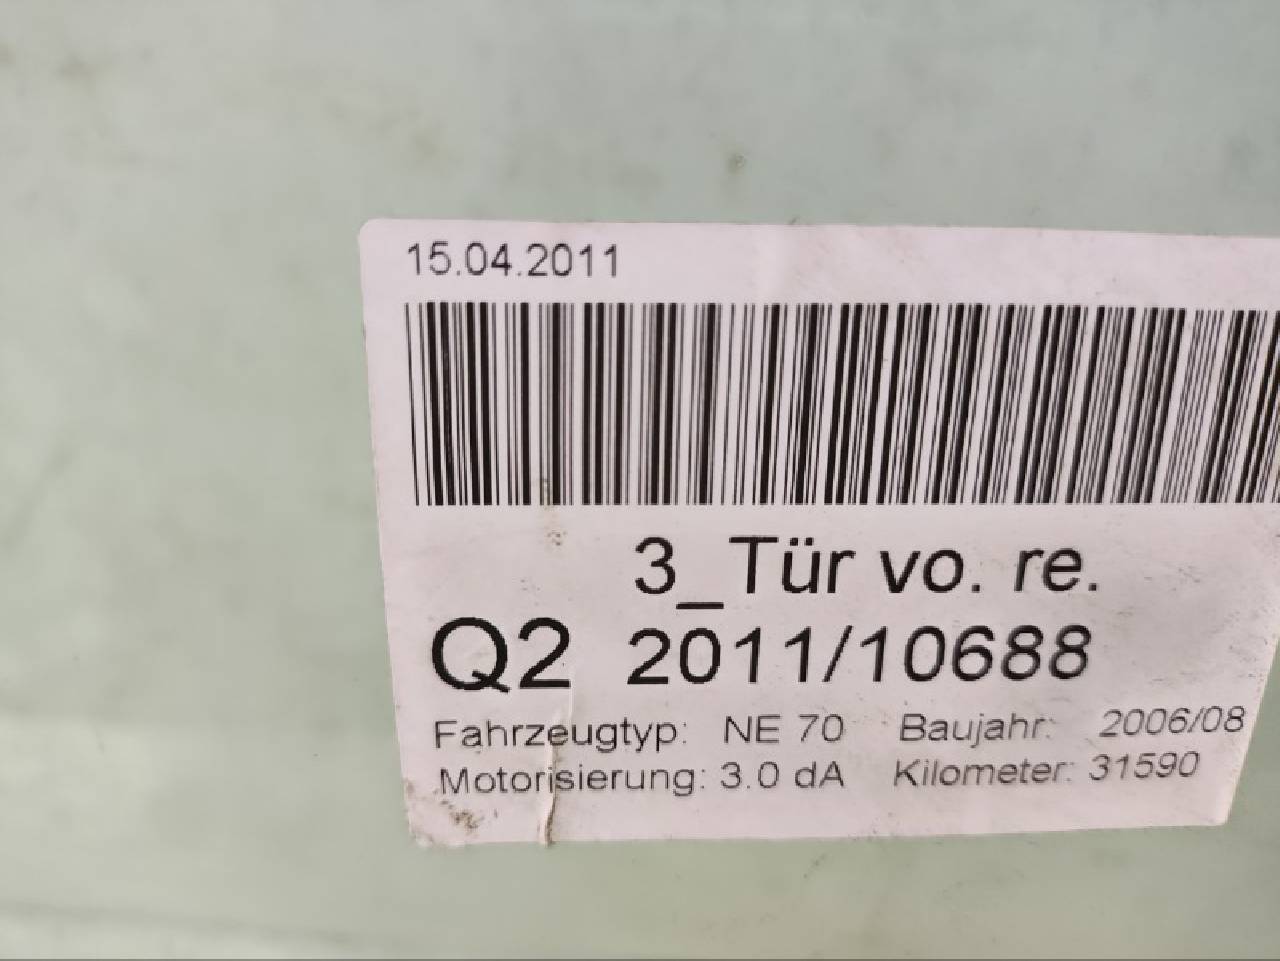 15.04.2011
3_Tür vo. re.
Q2 2011/10688
Fahrzeugtyp: NE 70 Baujahr: 2006/08
Motorisierung: 3.0 dA Kilometer: 31590